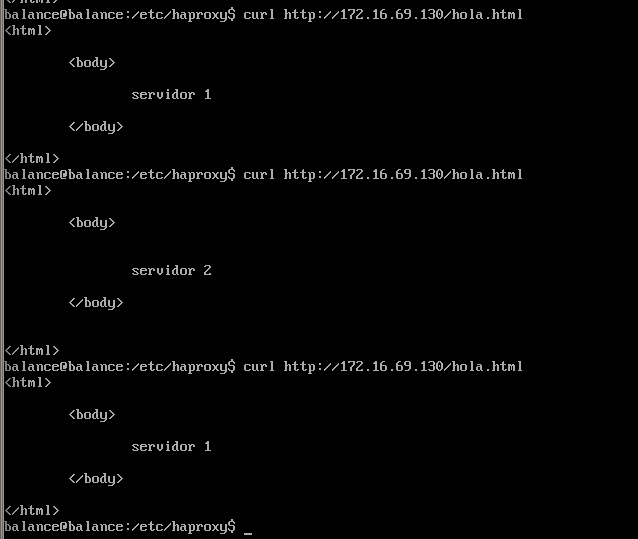 </html>
balance@balance:/etc/haproxy$ curl http://172.16.69.130/hola.html
<html>
<body>
servidor 1
</body>
</html>
balance@balance:/etc/haproxy$ curl http://172.16.69.130/hola.html
<html>
<body>
servidor 2
</body>
</html>
balance@balance:/etc/haproxy$ curl http://172.16.69.130/hola.html
<html>
<body>
servidor 1
</body>
</html>
balance@balance:/etc/haproxy$ _